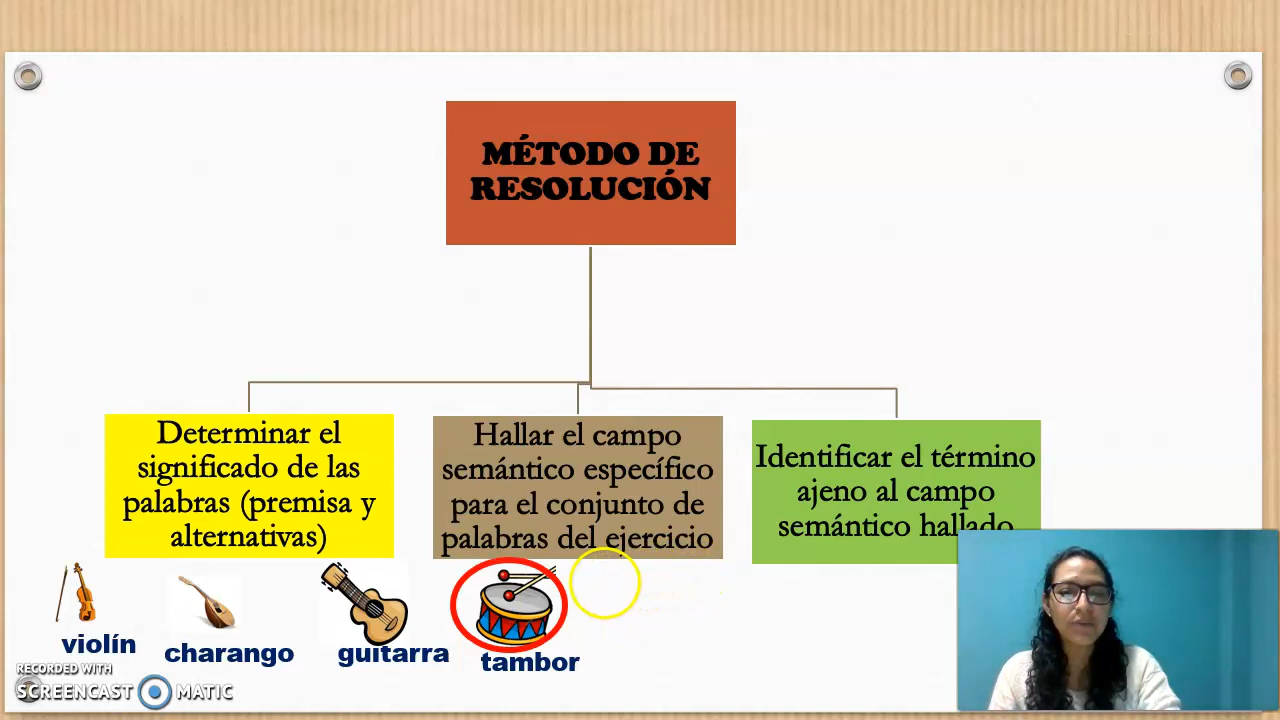 MÉTODO DE
RESOLUCIÓN
Determinar el
significado de las
palabras (premisa y
alternativas)
Hallar el campo
semántico específico
para el conjunto de
palabras del ejercicio
Identificar el término
ajeno al campo
semántico hallado
violín
charango
guitarra
tambor
RECORDED WITH
SCREENCAST MATIC